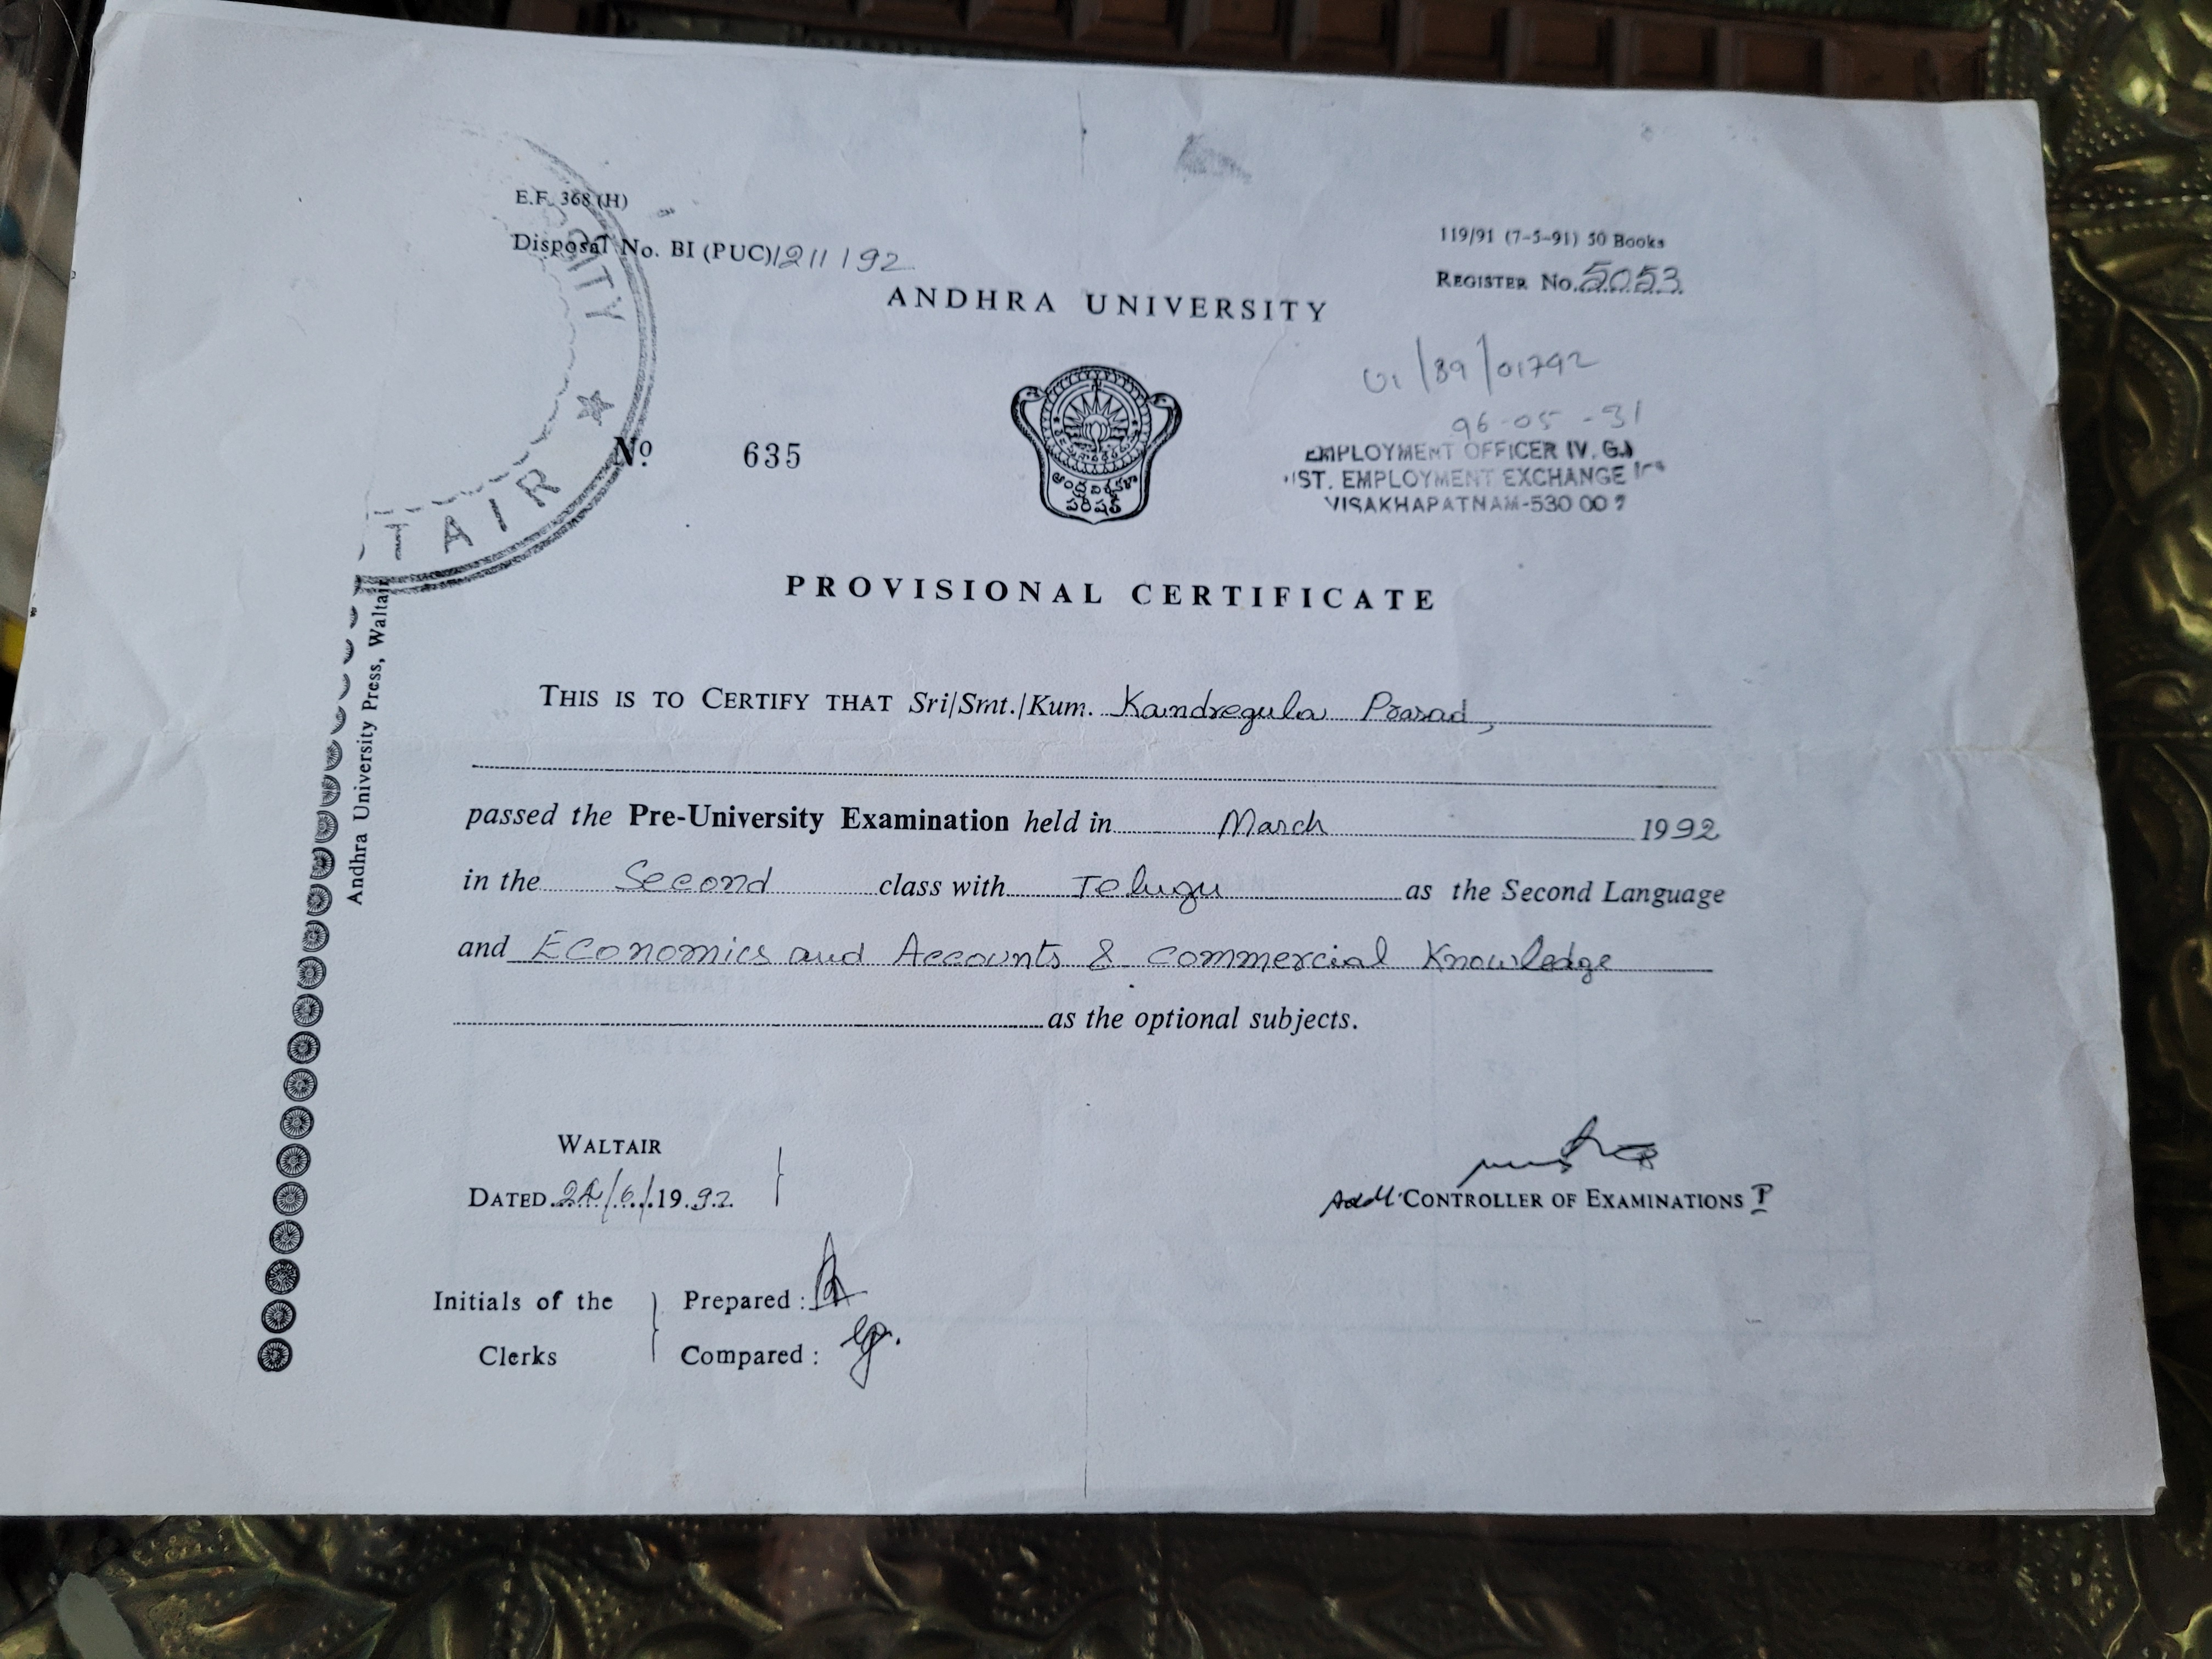 E.F. 368 (H)
Disposal No. BI (PUC)/211/92
119/91 (7-5-91) 50 Books
REGISTER No. 5053
ANDHRA UNIVERSITY
SITY ★ TAIR
01/89/01792
96-05-31
No. 635
EMPLOYMENT OFFICER IV. G.
IST. EMPLOYMENT EXCHANGE
VISAKHAPATNAM-530 00
పరిషత్
PROVISIONAL CERTIFICATE
Andhra University Press, Waltair
THIS IS TO CERTIFY THAT Sri/Smt./Kum. Kandregula Prasad,
passed the Pre-University Examination held in March 1992
in the Second class with Telugu as the Second Language
and Economics and Accounts & Commercial Knowledge
as the optional subjects.
WALTAIR
DATED 24/6/1992
Addl. CONTROLLER OF EXAMINATIONS I
Initials of the Clerks
Prepared :
Compared :